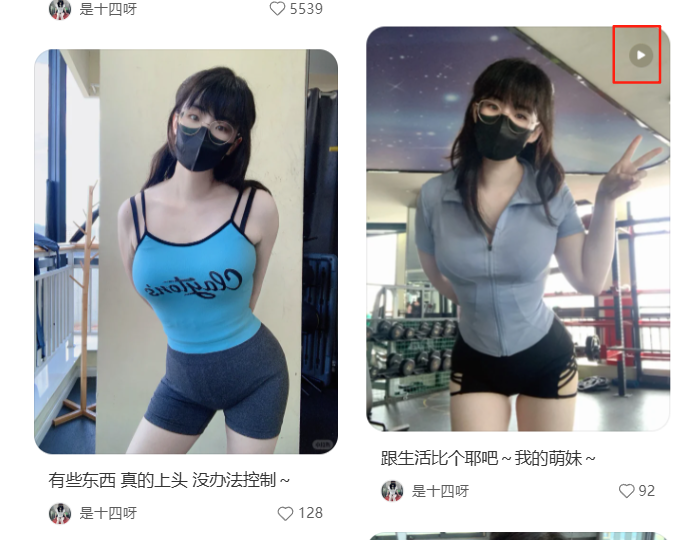 是十四呀
5539
Clayton's
有些东西 真的上头 没办法控制～
是十四呀
128
跟生活比个耶吧～我的萌妹～
是十四呀
92